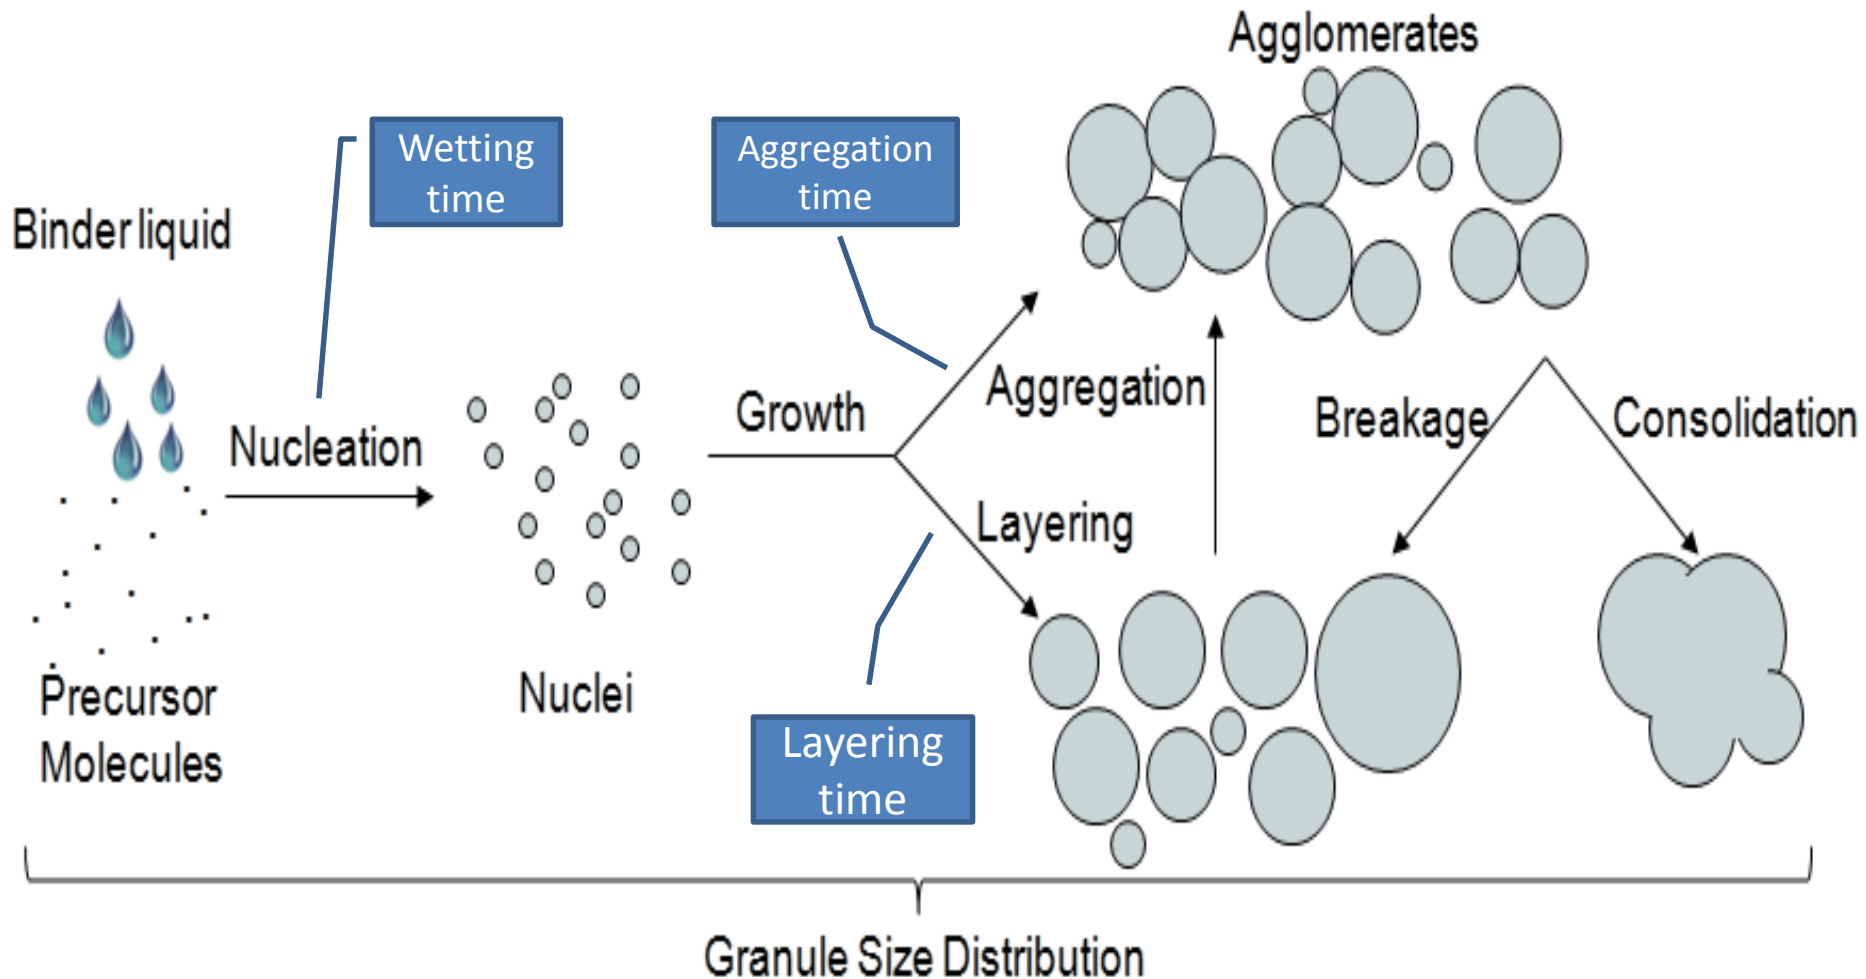 Agglomerates
Wetting
time
Aggregation
time
Binder liquid
Nucleation
Growth
Aggregation
Breakage
Consolidation
Layering
Precursor
Molecules
Nuclei
Layering
time
Granule Size Distribution